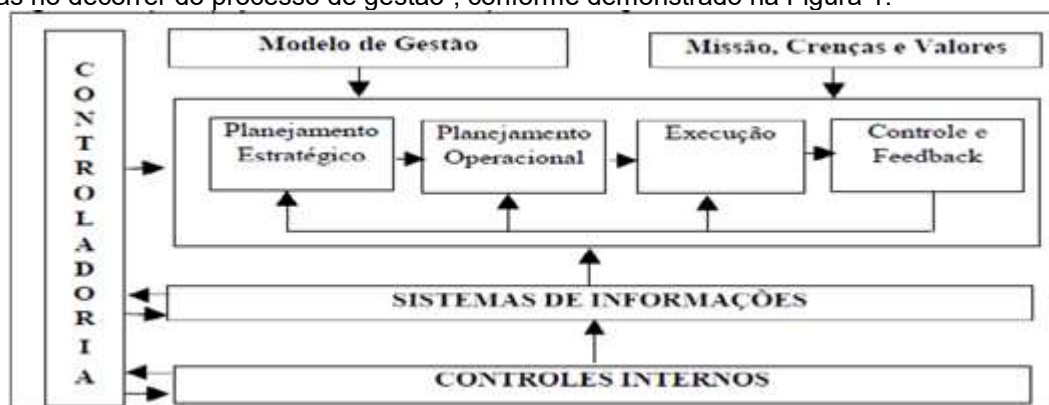 as no decorrer do processo de gestão", conforme demonstrado na Figura 1.
Modelo de Gestão
Missão, Crenças e Valores
CONTROLADORIA
Planejamento
Estratégico
Planejamento
Operacional
Execução
Controle e
Feedback
SISTEMAS DE INFORMAÇÕES
CONTROLES INTERNOS